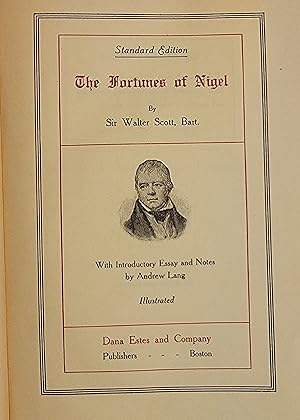 Standard Edition
The Fortunes of Nigel
By
Sir Walter Scott, Bart.
With Introductory Essay and Notes
by Andrew Lang
Illustrated
Dana Estes and Company
Publishers - - - Boston